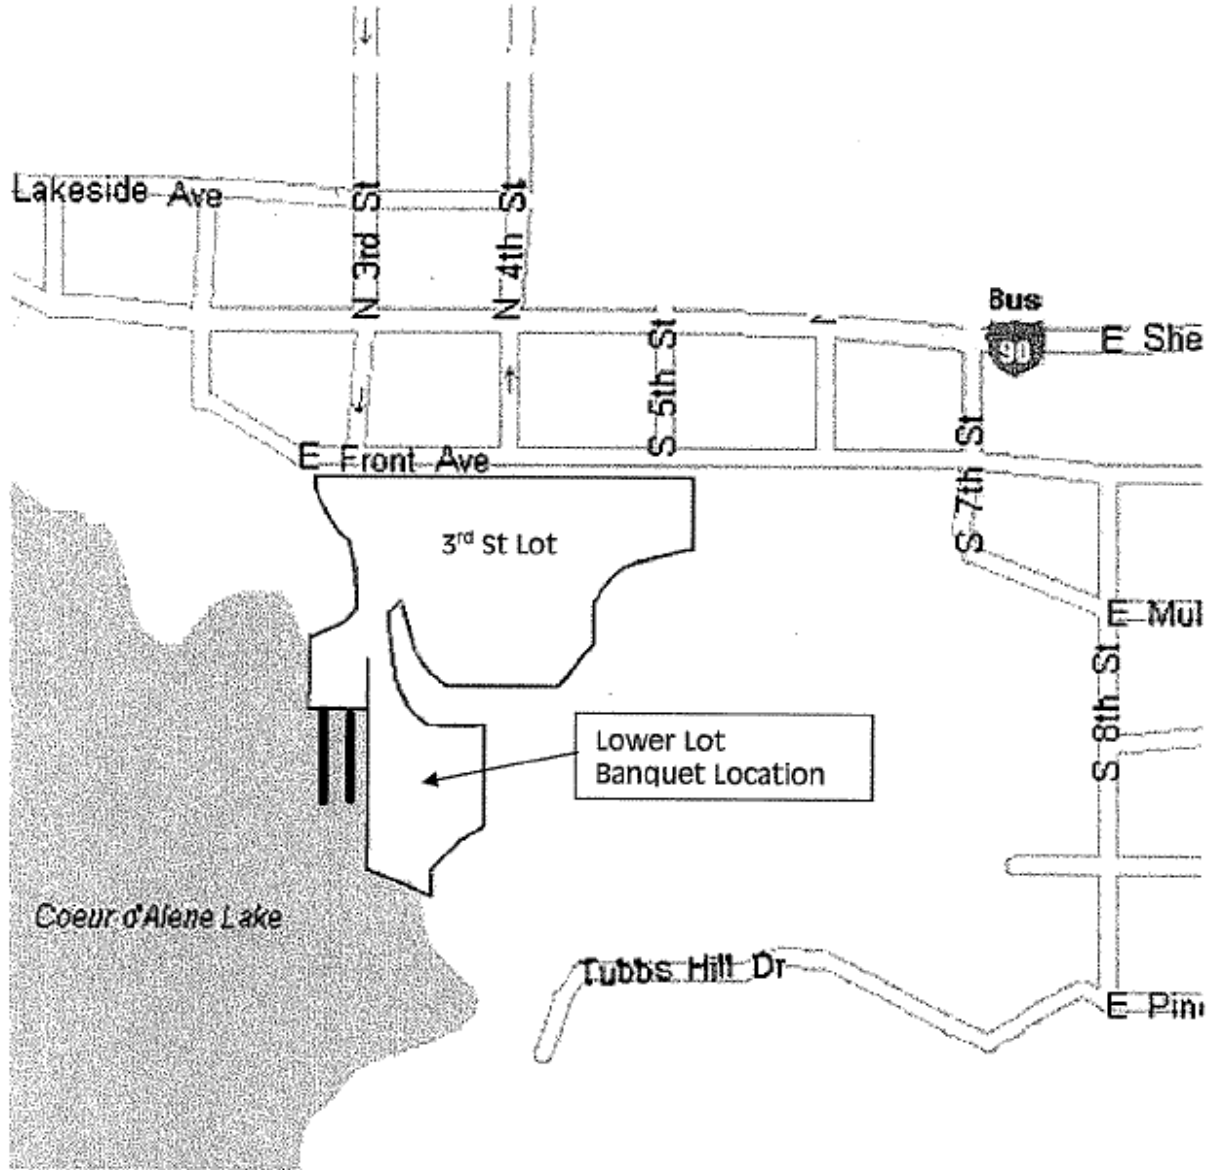 Lakeside Ave
N 3rd St
N 4th St
Bus
90
E She
S 5th St
E Front Ave
S 7th St
3rd St Lot
E Mul
S 8th St
Lower Lot
Banquet Location
Coeur d'Alene Lake
Tubbs Hill Dr
E Pin